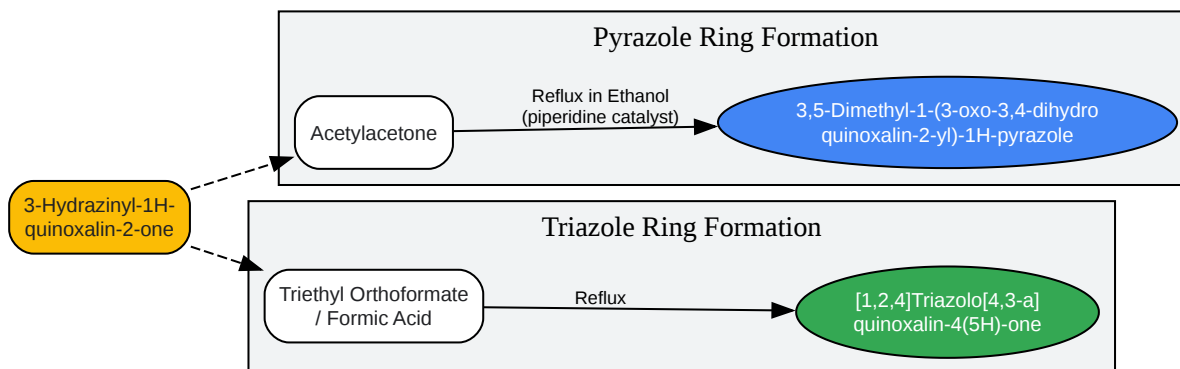 Pyrazole Ring Formation
Acetylacetone
Reflux in Ethanol
(piperidine catalyst)
3,5-Dimethyl-1-(3-oxo-3,4-dihydro
quinoxalin-2-yl)-1H-pyrazole
3-Hydrazinyl-1H-
quinoxalin-2-one
Triazole Ring Formation
Triethyl Orthoformate
/ Formic Acid
Reflux
[1,2,4]Triazolo[4,3-a]
quinoxalin-4(5H)-one